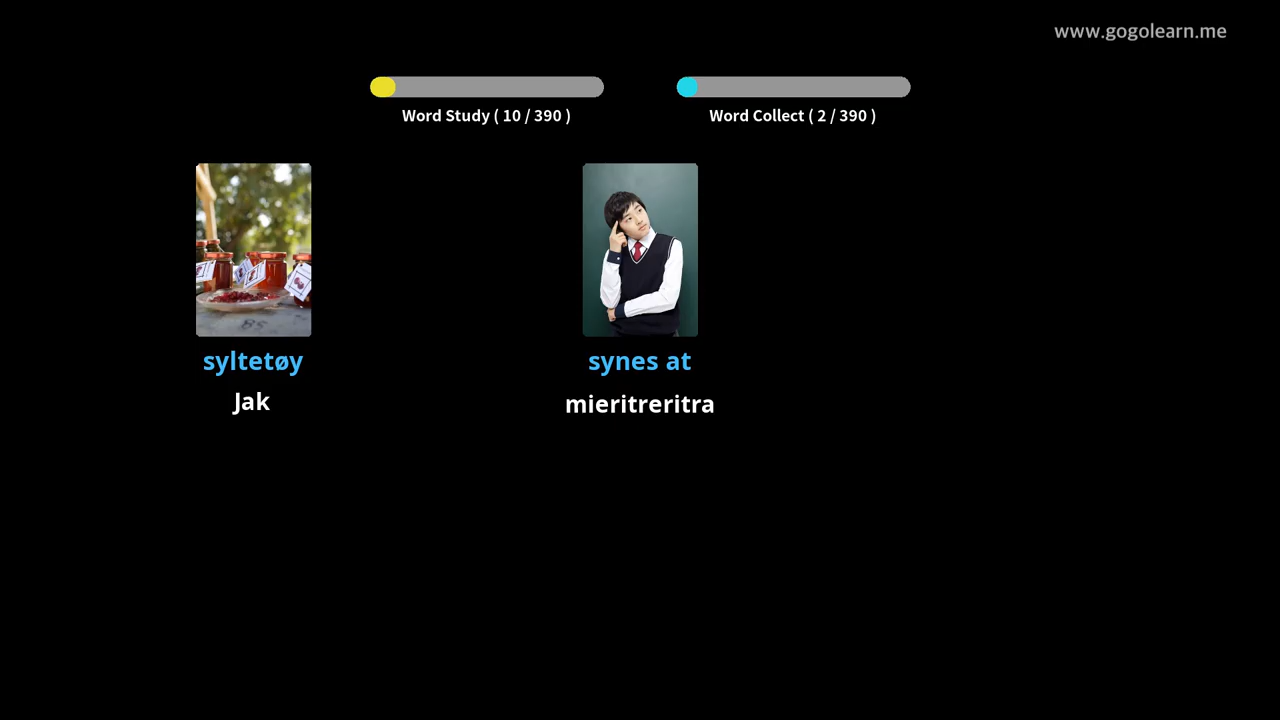 www.gogolearn.me
Word Study ( 10 / 390 )
Word Collect ( 2 / 390 )
syltetøy
Jak
synes at
mieritreritra